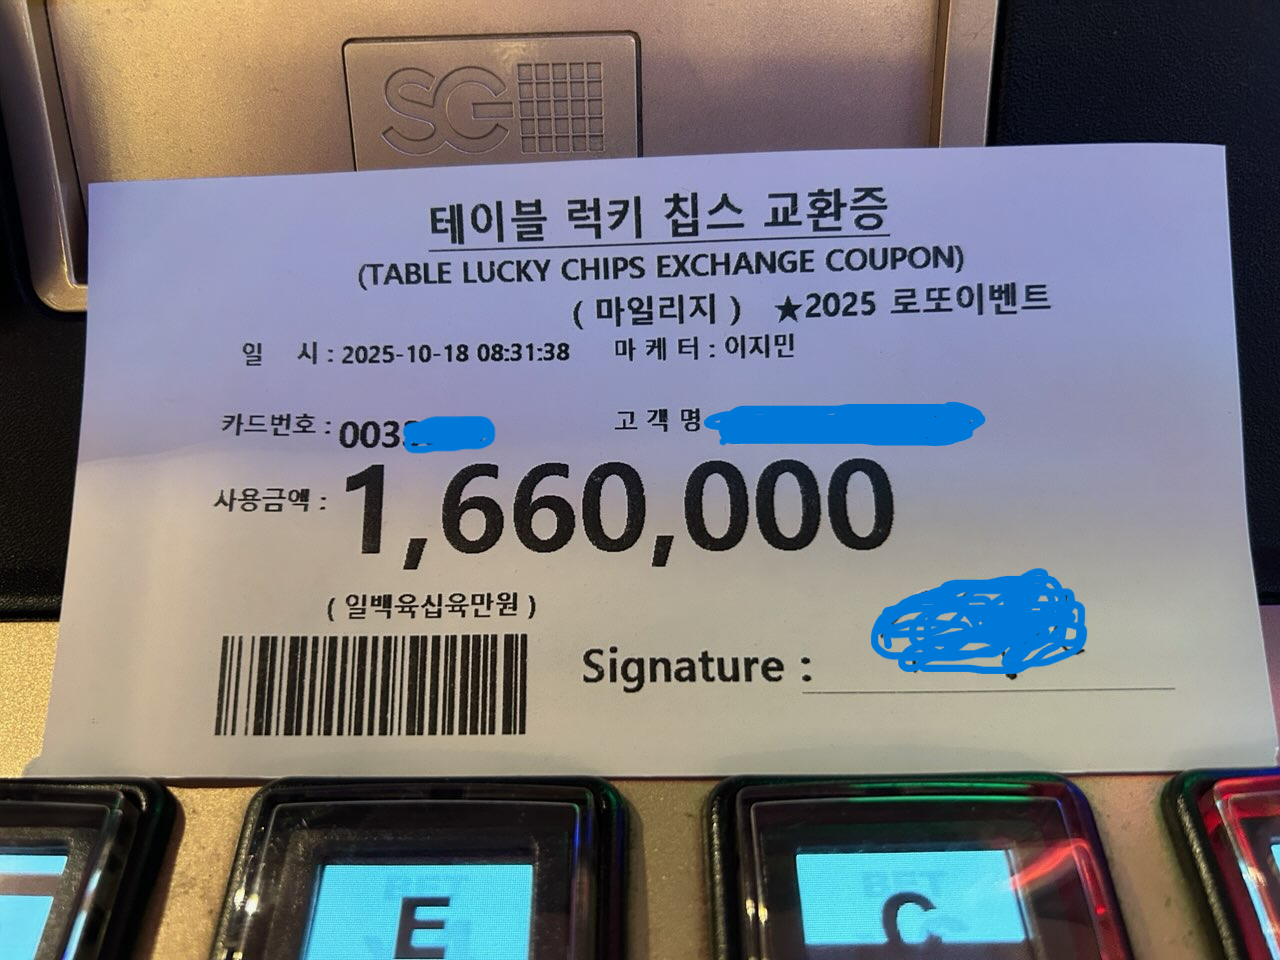 SG
테이블 럭키 칩스 교환증
(TABLE LUCKY CHIPS EXCHANGE COUPON)
( 마일리지 ) ★2025 로또이벤트
일 시 : 2025-10-18 08:31:38 마 케 터 : 이지민
카드번호 : 003 고 객 명
사용금액 : 1,660,000
( 일백육십육만원 )
Signature :
BET BET
E C